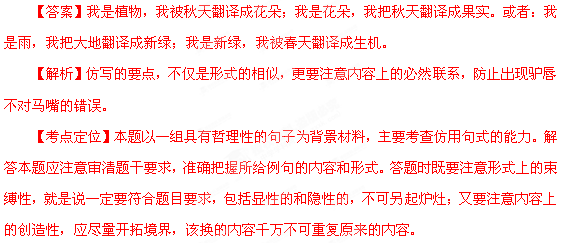 【答案】我是植物，我被秋天翻译成花朵；我是花朵，我把秋天翻译成果实。或者：我
是雨，我把大地翻译成新绿；我是新绿，我被春天翻译成生机。
【解析】仿写的要点，不仅是形式的相似，更要注意内容上的必然联系，防止出现驴唇
不对马嘴的错误。
【考点定位】本题以一组具有哲理性的句子为背景材料，主要考查仿用句式的能力。解
答本题应注意审清题干要求，准确把握所给例句的内容和形式。答题时既要注意形式上的束
缚性，就是说一定要符合题目要求，包括显性的和隐性的，不可另起炉灶；又要注意内容上
的创造性，应尽量开拓境界，该换的内容千万不可重复原来的内容。